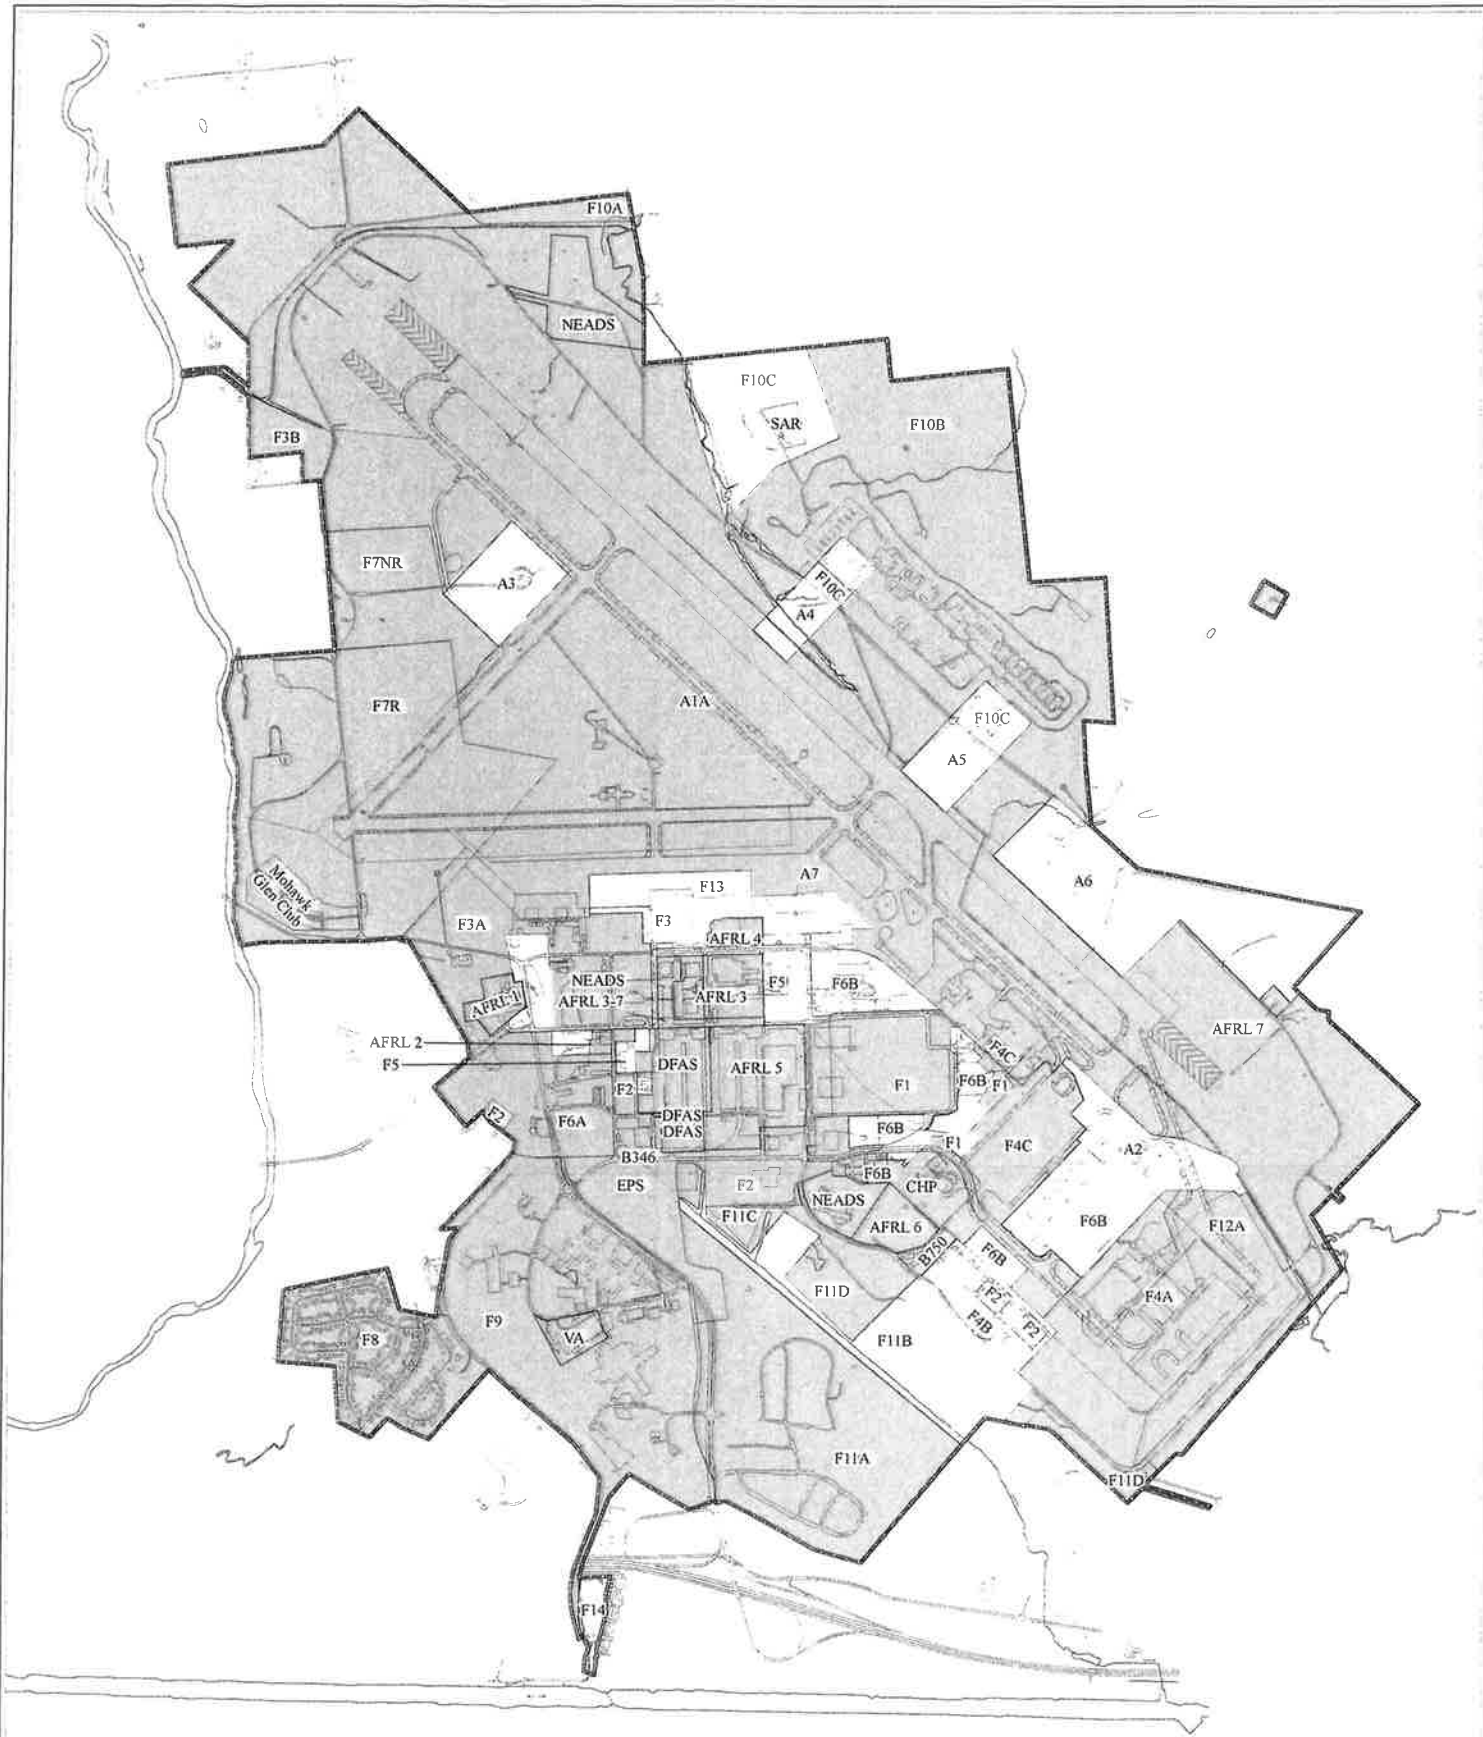 F10A
NEADS
F10C
SAR
F10B
F3B
F7NR
A3
F10C
A4
F7R
A1A
F10C
A5
A7
A6
F13
Mohawk
Glen Club
F3A
F3
AFRL 4
NEADS
F5
F6B
AFRL 1
AFRL 3-7
AFRL 3
AFRL 7
AFRL 2
F5
DFAS
AFRL 5
F4C
F2
F1
F6B
F1
F2
F6A
DFAS
DFAS
F6B
F1
F4C
A2
B346
EPS
F2
F6B
CHP
NEADS
F11C
AFRL 6
F6B
F12A
B750
F6B
F11D
F2
F4A
F9
F8
VA
F11B
F4B
F2
F11A
F11D
F14